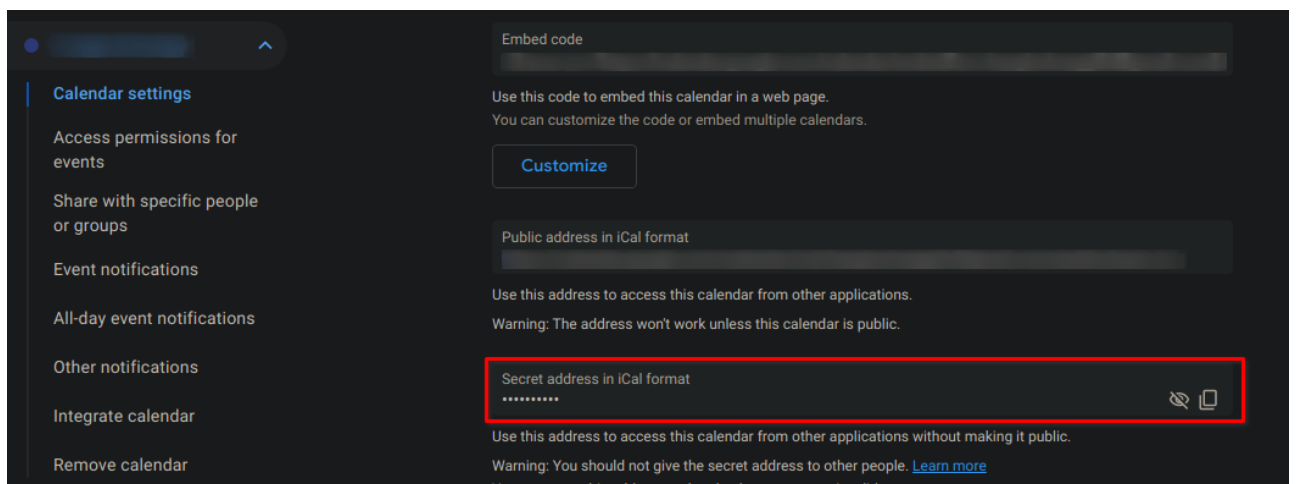 Calendar settings
Access permissions for
events
Share with specific people
or groups
Event notifications
All-day event notifications
Other notifications
Integrate calendar
Remove calendar
Embed code
Use this code to embed this calendar in a web page.
You can customize the code or embed multiple calendars.
Customize
Public address in iCal format
Use this address to access this calendar from other applications.
Warning: The address won't work unless this calendar is public.
Secret address in iCal format
••••••••••
Use this address to access this calendar from other applications without making it public.
Warning: You should not give the secret address to other people. Learn more